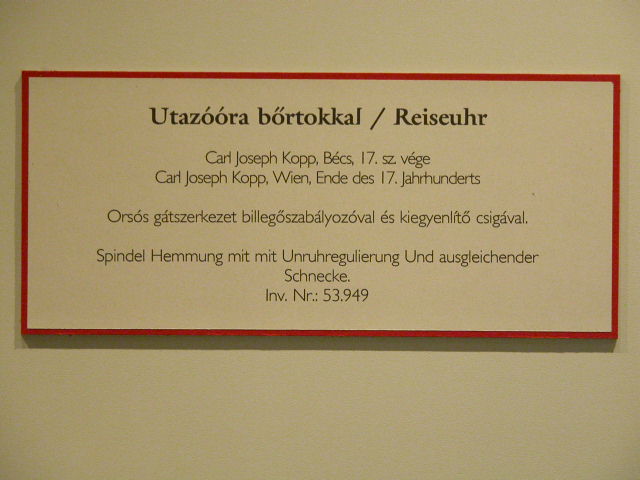 Utazóóra bőrtokkal / Reiseuhr
Carl Joseph Kopp, Bécs, 17. sz. vége
Carl Joseph Kopp, Wien, Ende des 17. Jahrhunderts
Orsós gátszerkezet billegőszabályozóval és kiegyenlítő csigával.
Spindel Hemmung mit mit Unruhregulierung Und ausgleichender
Schnecke.
Inv. Nr.: 53.949